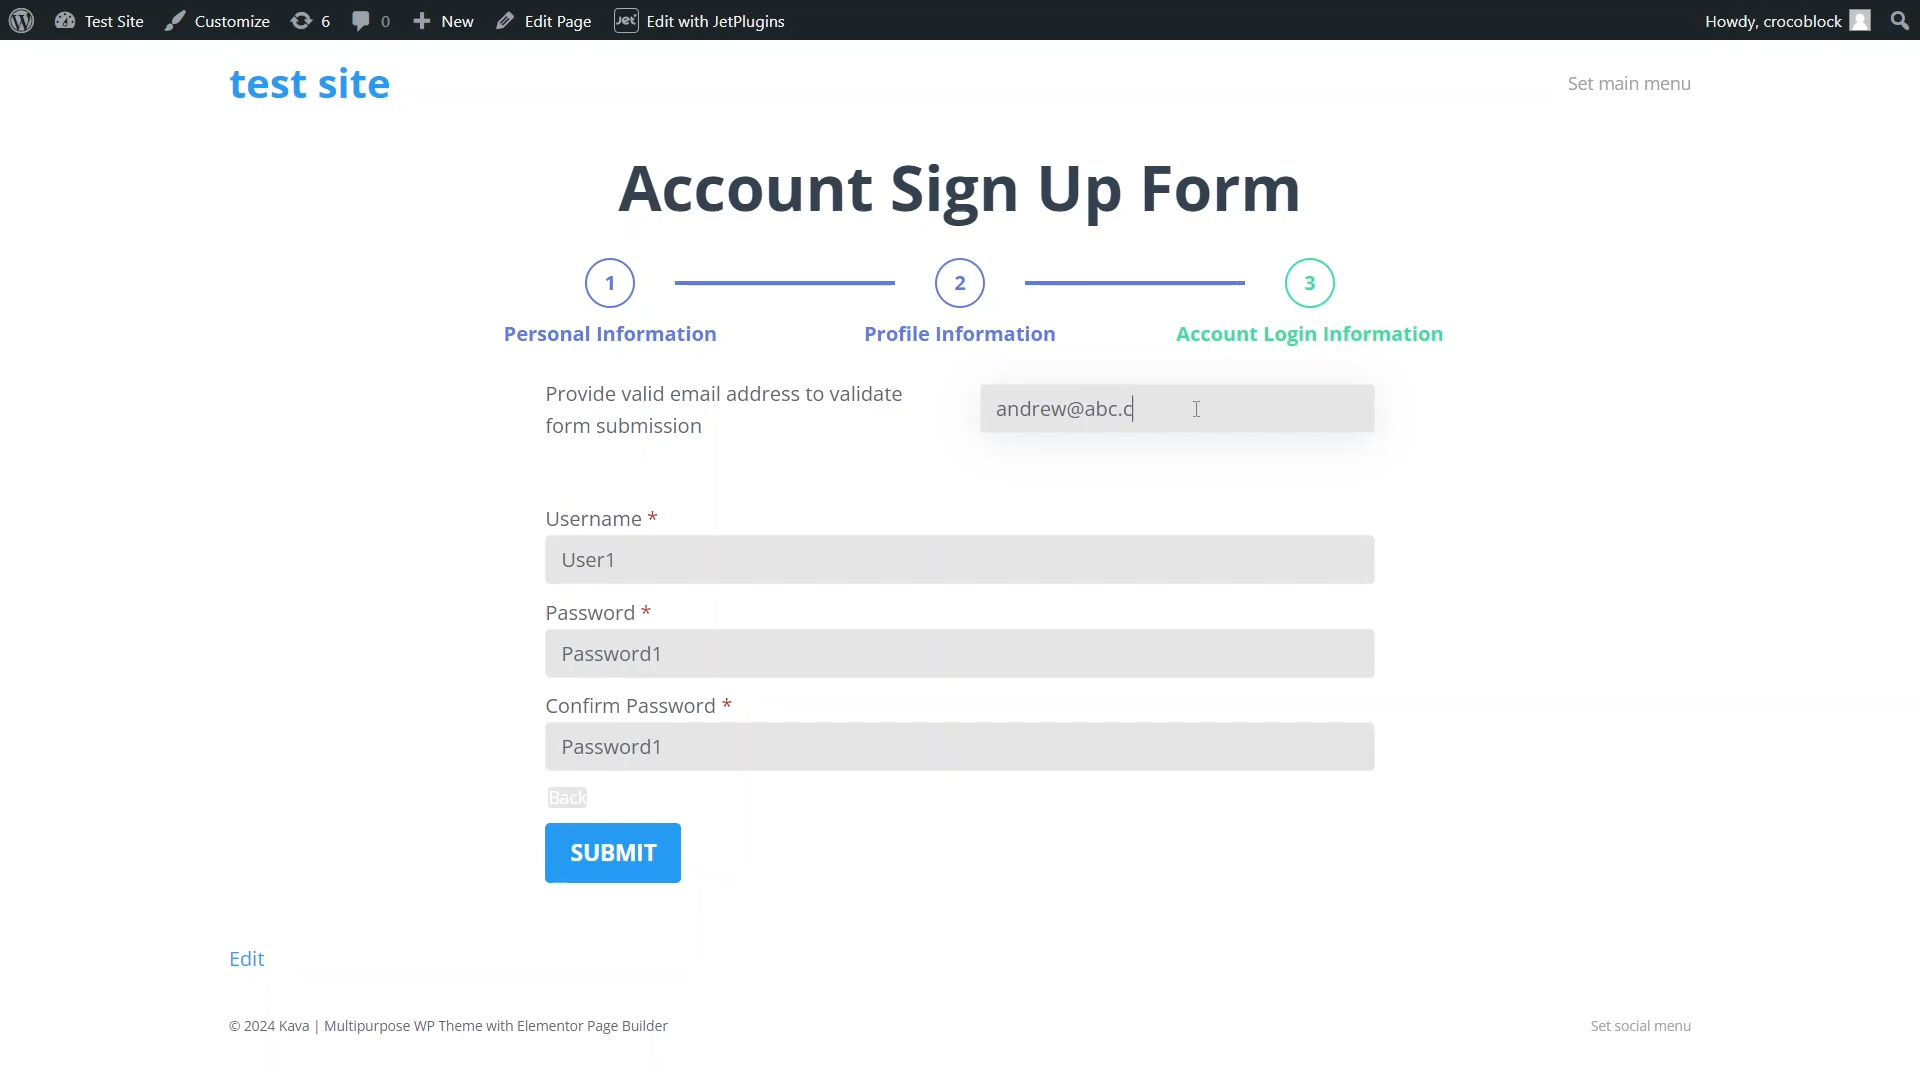 Test Site Customize 6 0 New Edit Page Jet Edit with JetPlugins Howdy, crocoblock
test site Set main menu
Account Sign Up Form
1 2 3
Personal Information Profile Information Account Login Information
Provide valid email address to validate
form submission
andrew@abc.c
Username *
User1
Password *
Password1
Confirm Password *
Password1
Back
SUBMIT
Edit
© 2024 Kava | Multipurpose WP Theme with Elementor Page Builder Set social menu